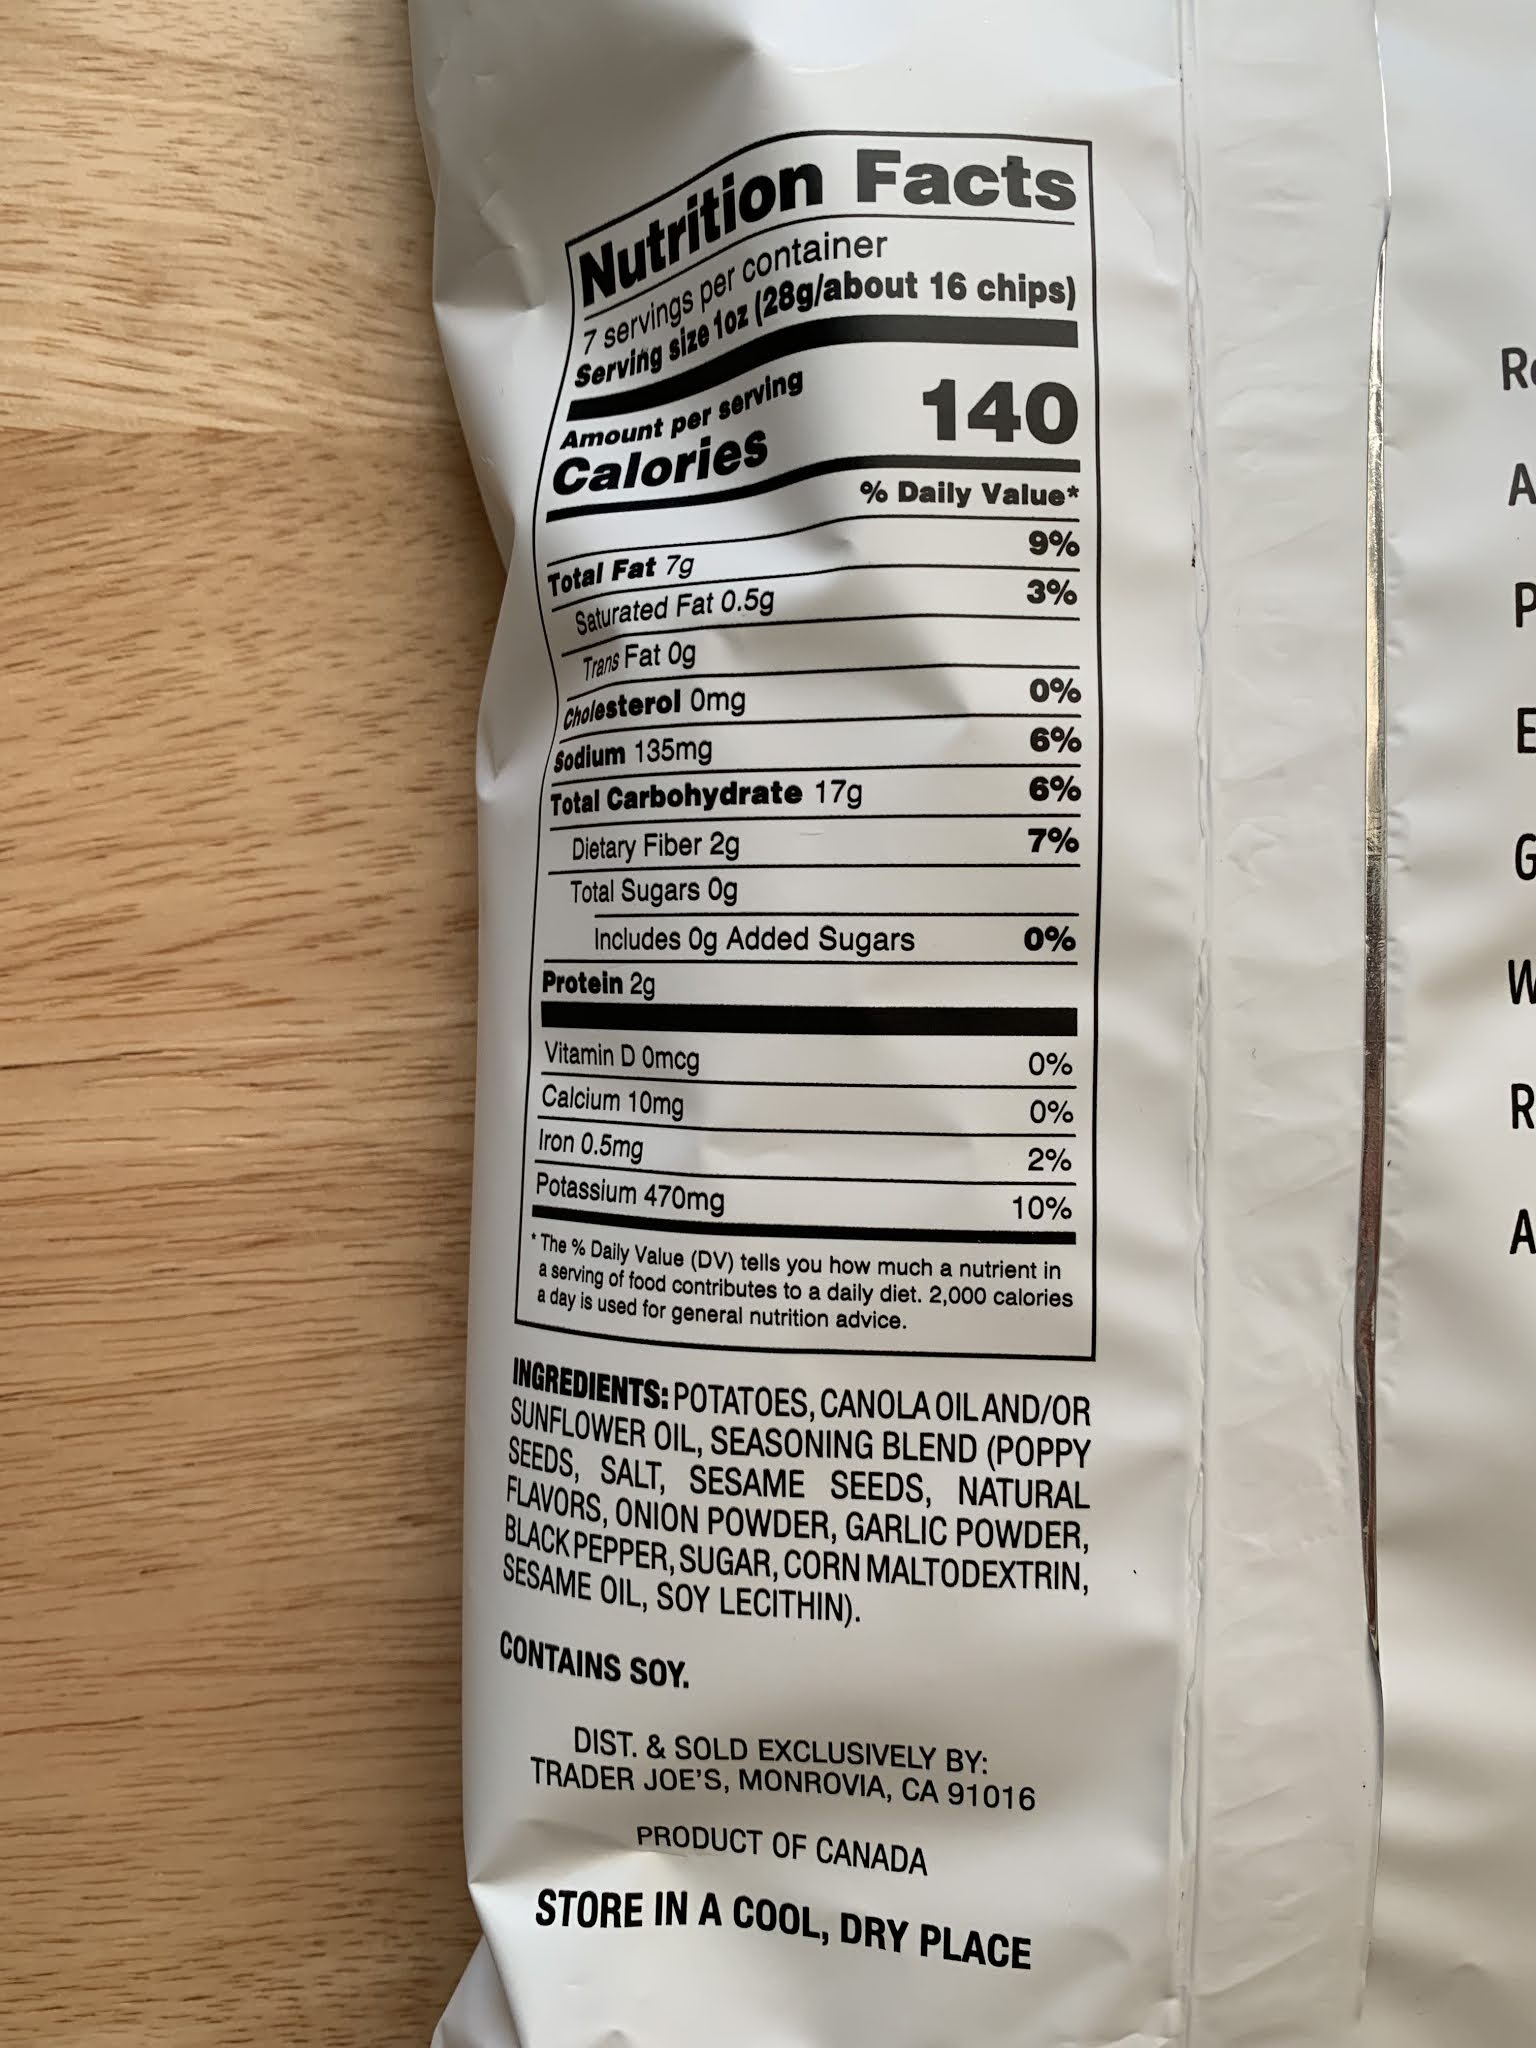 Nutrition Facts
7 servings per container
Serving size 1oz (28g/about 16 chips)
Amount per serving
Calories 140
% Daily Value*
Total Fat 7g 9%
Saturated Fat 0.5g 3%
Trans Fat 0g
Cholesterol 0mg 0%
Sodium 135mg 6%
Total Carbohydrate 17g 6%
Dietary Fiber 2g 7%
Total Sugars 0g
Includes 0g Added Sugars 0%
Protein 2g
Vitamin D 0mcg 0%
Calcium 10mg 0%
Iron 0.5mg 2%
Potassium 470mg 10%
* The % Daily Value (DV) tells you how much a nutrient in
a serving of food contributes to a daily diet. 2,000 calories
a day is used for general nutrition advice.
INGREDIENTS: POTATOES, CANOLA OIL AND/OR
SUNFLOWER OIL, SEASONING BLEND (POPPY
SEEDS, SALT, SESAME SEEDS, NATURAL
FLAVORS, ONION POWDER, GARLIC POWDER,
BLACK PEPPER, SUGAR, CORN MALTODEXTRIN,
SESAME OIL, SOY LECITHIN).
CONTAINS SOY.
DIST. & SOLD EXCLUSIVELY BY:
TRADER JOE'S, MONROVIA, CA 91016
PRODUCT OF CANADA
STORE IN A COOL, DRY PLACE